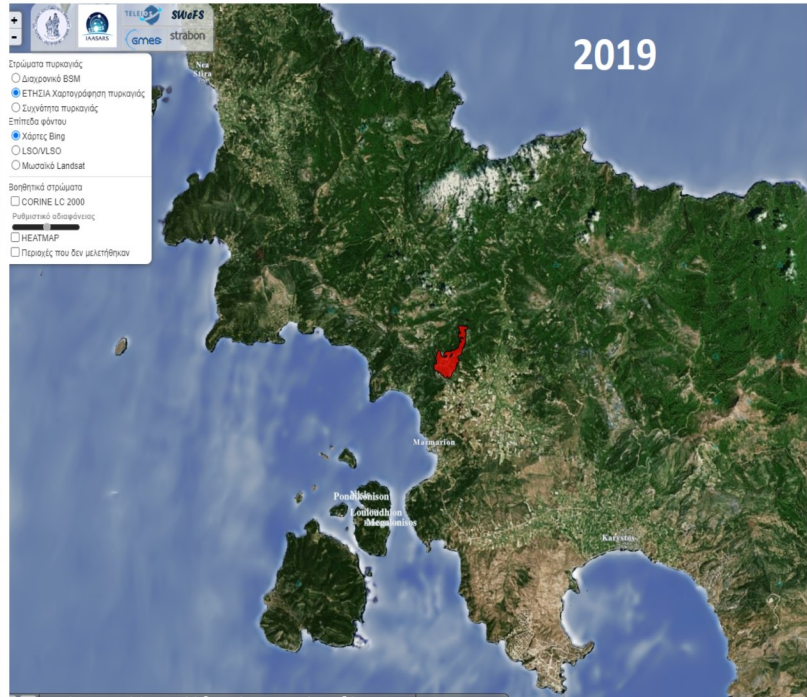 +
-
TELEIOS
SWeFS
IAASARS
Gmes
strabon
2019
Στρώματα πυρκαγιάς
Διαχρονικό BSM
ΕΤΗΣΙΑ Χαρτογράφηση πυρκαγιάς
Συχνότητα πυρκαγιάς
Επίπεδα φόντου
Χάρτες Bing
LSO/VLSO
Μωσαϊκό Landsat
Βοηθητικά στρώματα
CORINE LC 2000
Ρυθμιστικό αδιαφάνειας
HEATMAP
Περιοχές που δεν μελετήθηκαν
Nea
Stira
Marmarion
Pondikonison
Louloudhion
Megalonisos
Karystos